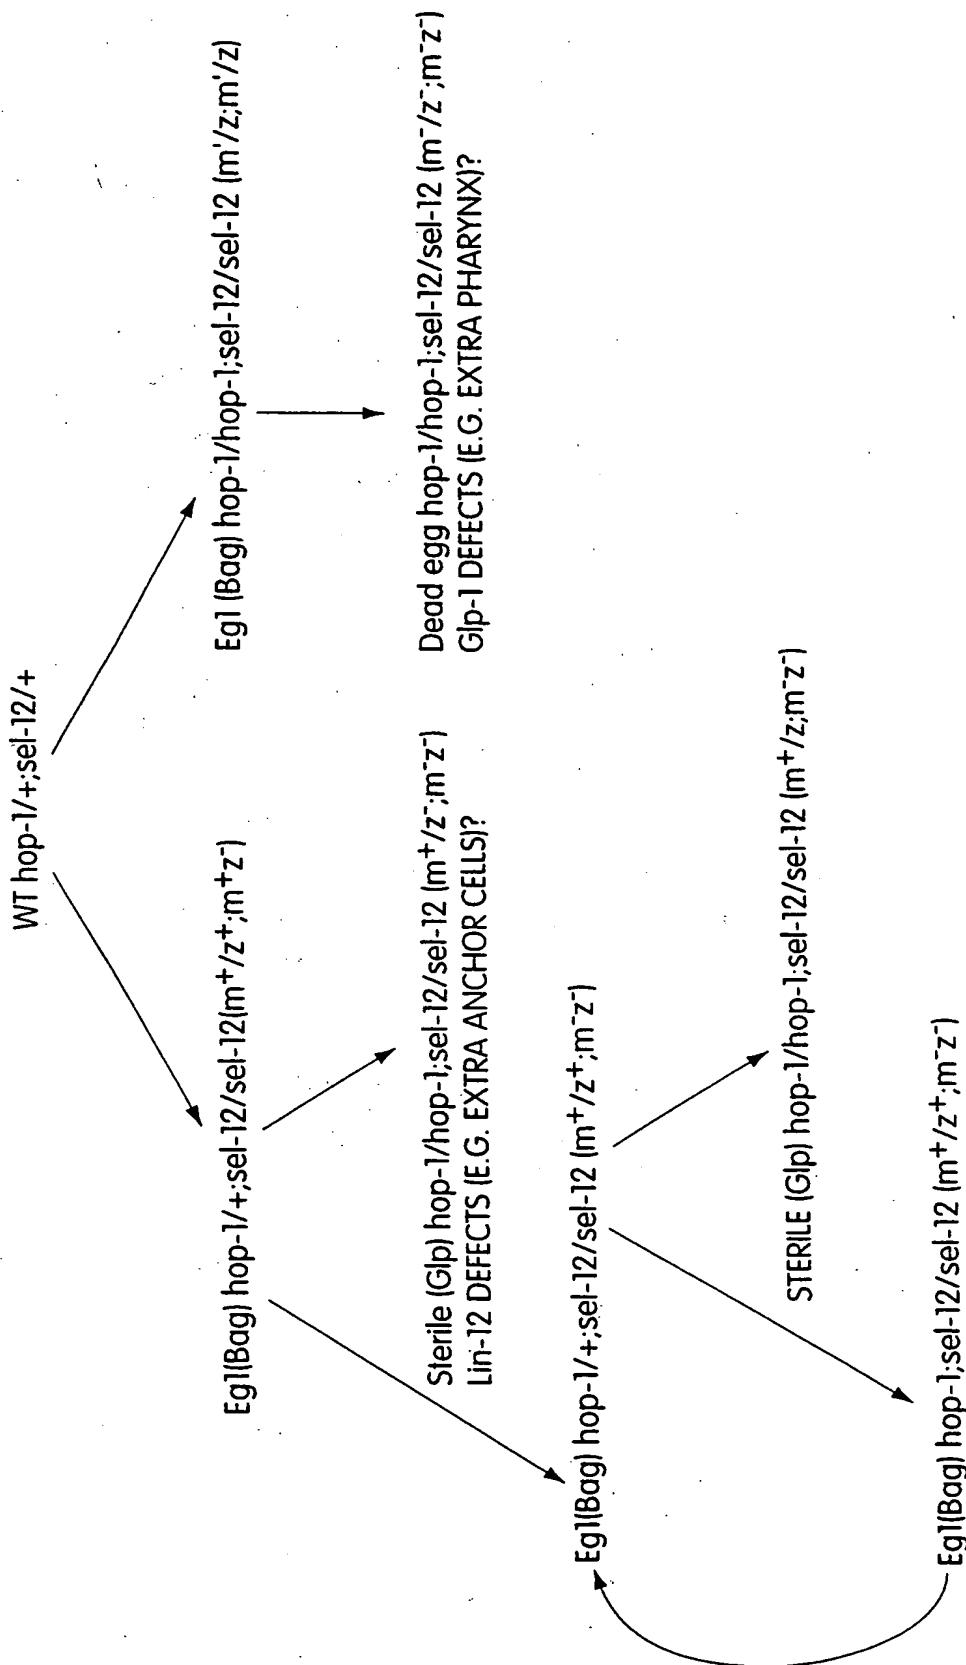 WT hop-1/+;sel-12/+
Egl(Bag) hop-1/+;sel-12/sel-12(m⁺/z⁺;m⁺z⁻)
Egl (Bag) hop-1/hop-1;sel-12/sel-12 (m'/z;m'/z)
Sterile (Glp) hop-1/hop-1;sel-12/sel-12 (m⁺/z⁻;m⁻z⁻)
Lin-12 DEFECTS (E.G. EXTRA ANCHOR CELLS)?
Dead egg hop-1/hop-1;sel-12/sel-12 (m⁻/z⁻;m⁻z⁻)
Glp-1 DEFECTS (E.G. EXTRA PHARYNX)?
Egl(Bag) hop-1/+;sel-12/sel-12 (m⁺/z⁺;m⁻z⁻)
STERILE (Glp) hop-1/hop-1;sel-12/sel-12 (m⁺/z;m⁻z⁻)
Egl(Bag) hop-1;sel-12/sel-12 (m⁺/z⁺;m⁻z⁻)